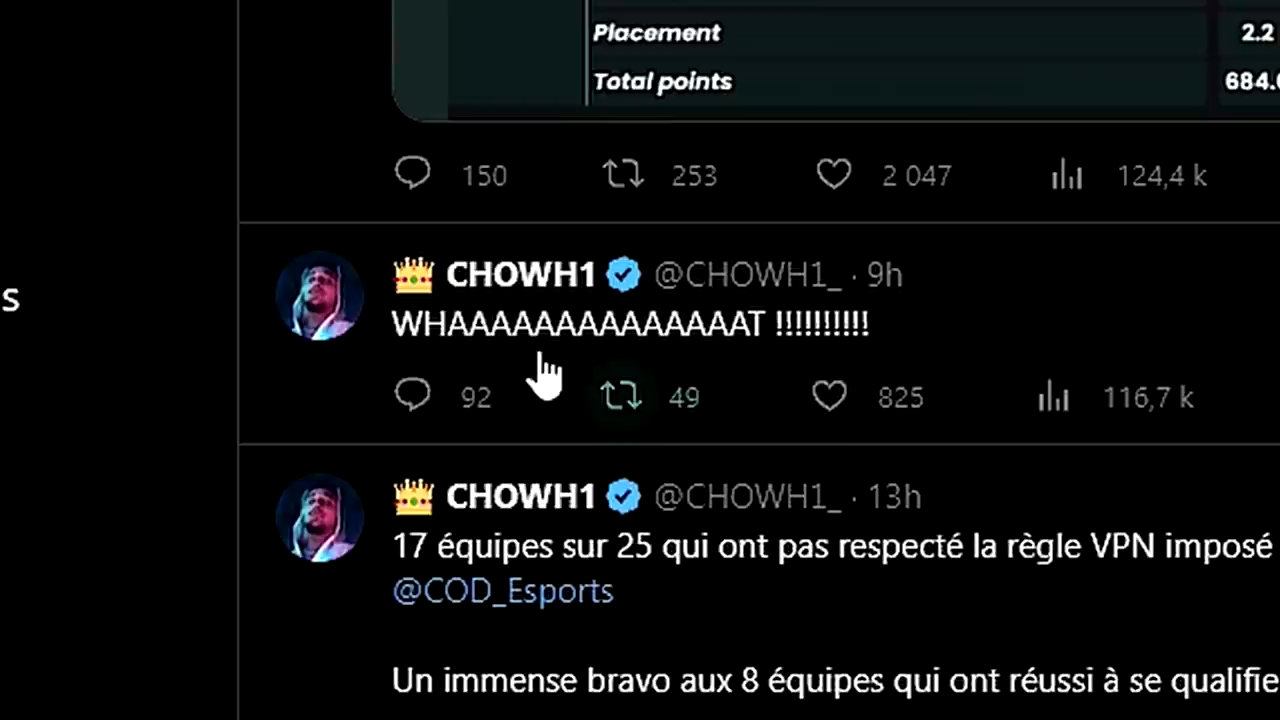 Placement 2.2
Total points 684.
150 253 2 047 124,4 k
CHOWH1 @CHOWH1_ · 9h
s
WHAAAAAAAAAAAAAAT !!!!!!!!!!
92 49 825 116,7 k
CHOWH1 @CHOWH1_ · 13h
17 équipes sur 25 qui ont pas respecté la règle VPN imposé
@COD_Esports
Un immense bravo aux 8 équipes qui ont réussi à se qualifie